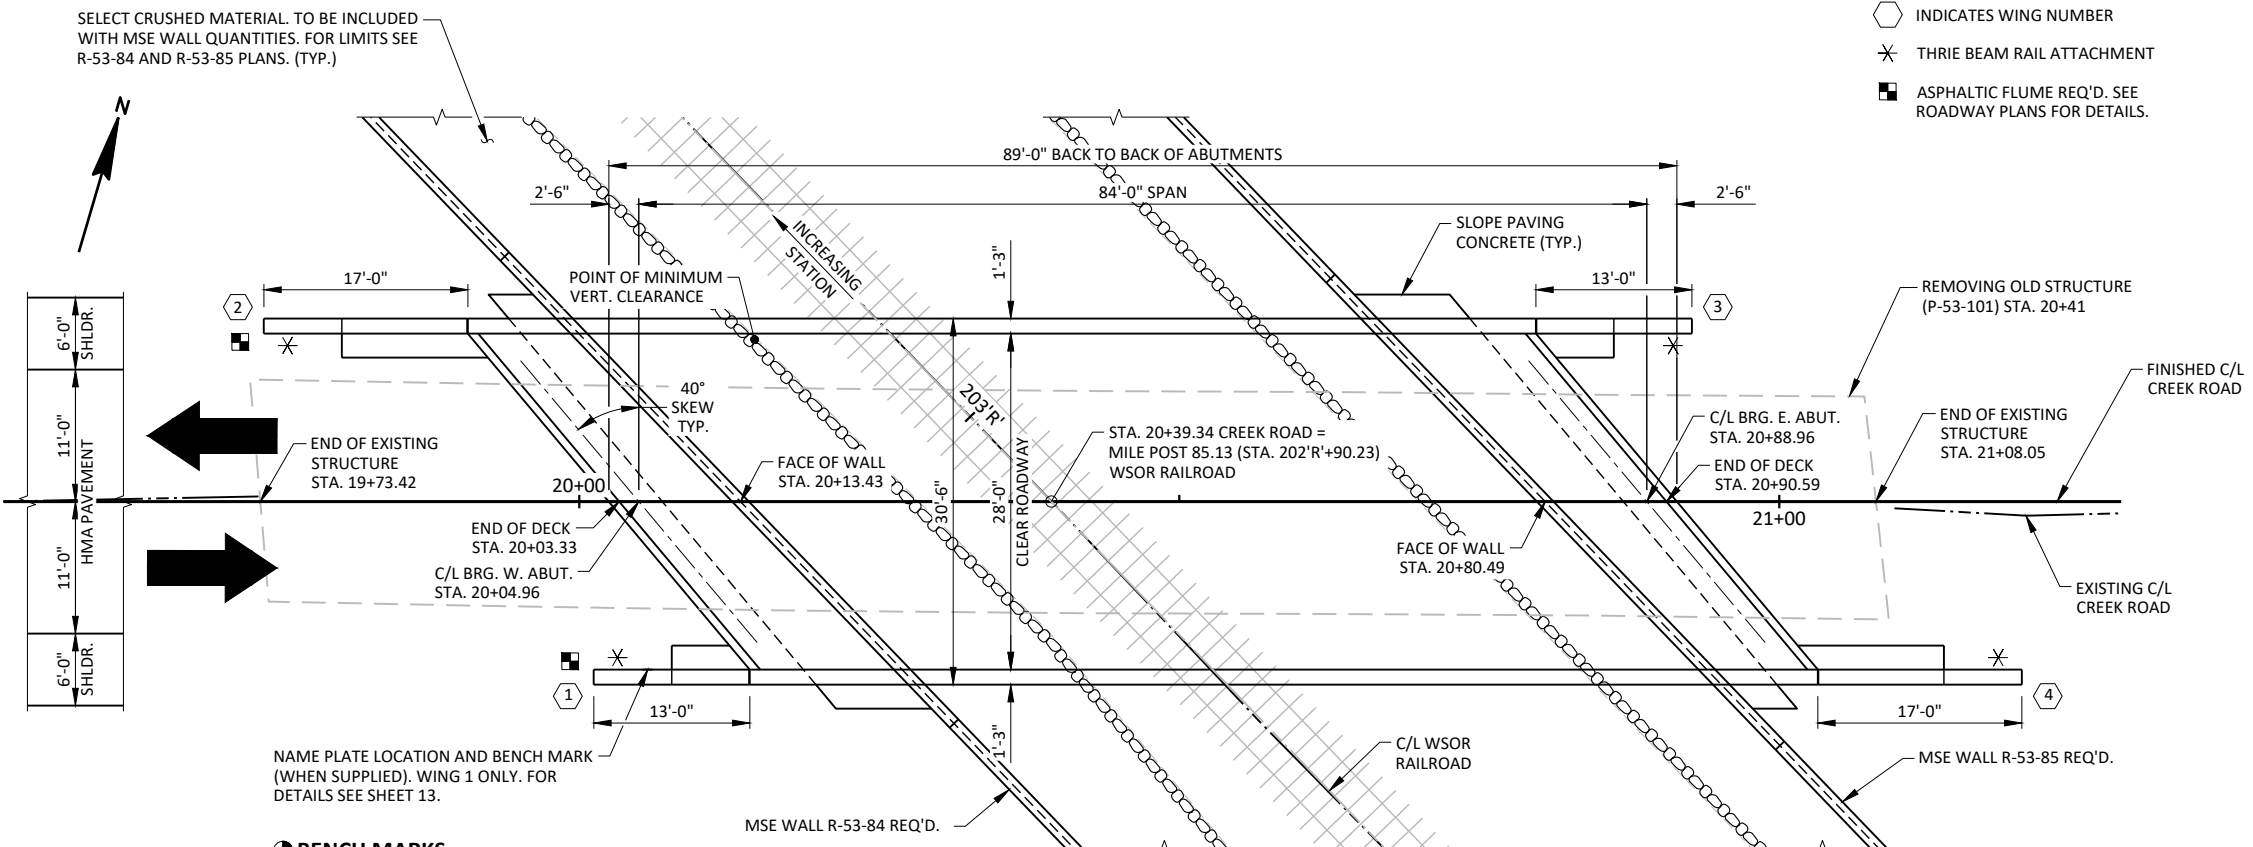 SELECT CRUSHED MATERIAL. TO BE INCLUDED
WITH MSE WALL QUANTITIES. FOR LIMITS SEE
R-53-84 AND R-53-85 PLANS. (TYP.)
INDICATES WING NUMBER
THRIE BEAM RAIL ATTACHMENT
ASPHALTIC FLUME REQ'D. SEE
ROADWAY PLANS FOR DETAILS.
N
89'-0" BACK TO BACK OF ABUTMENTS
2'-6"
84'-0" SPAN
2'-6"
SLOPE PAVING
CONCRETE (TYP.)
INCREASING
STATION
POINT OF MINIMUM
VERT. CLEARANCE
1'-3"
17'-0"
13'-0"
REMOVING OLD STRUCTURE
(P-53-101) STA. 20+41
2
3
6'-0"
SHLDR.
11'-0"
HMA PAVEMENT
11'-0"
6'-0"
SHLDR.
40°
SKEW
TYP.
203'R'
FINISHED C/L
CREEK ROAD
END OF EXISTING
STRUCTURE
STA. 19+73.42
STA. 20+39.34 CREEK ROAD =
MILE POST 85.13 (STA. 202'R'+90.23)
WSOR RAILROAD
C/L BRG. E. ABUT.
STA. 20+88.96
END OF EXISTING
STRUCTURE
STA. 21+08.05
FACE OF WALL
STA. 20+13.43
END OF DECK
STA. 20+90.59
20+00
30'-6"
28'-0"
CLEAR ROADWAY
21+00
END OF DECK
STA. 20+03.33
C/L BRG. W. ABUT.
STA. 20+04.96
FACE OF WALL
STA. 20+80.49
EXISTING C/L
CREEK ROAD
1
4
13'-0"
17'-0"
1'-3"
NAME PLATE LOCATION AND BENCH MARK
(WHEN SUPPLIED). WING 1 ONLY. FOR
DETAILS SEE SHEET 13.
C/L WSOR
RAILROAD
MSE WALL R-53-85 REQ'D.
MSE WALL R-53-84 REQ'D.
BENCH MARKS